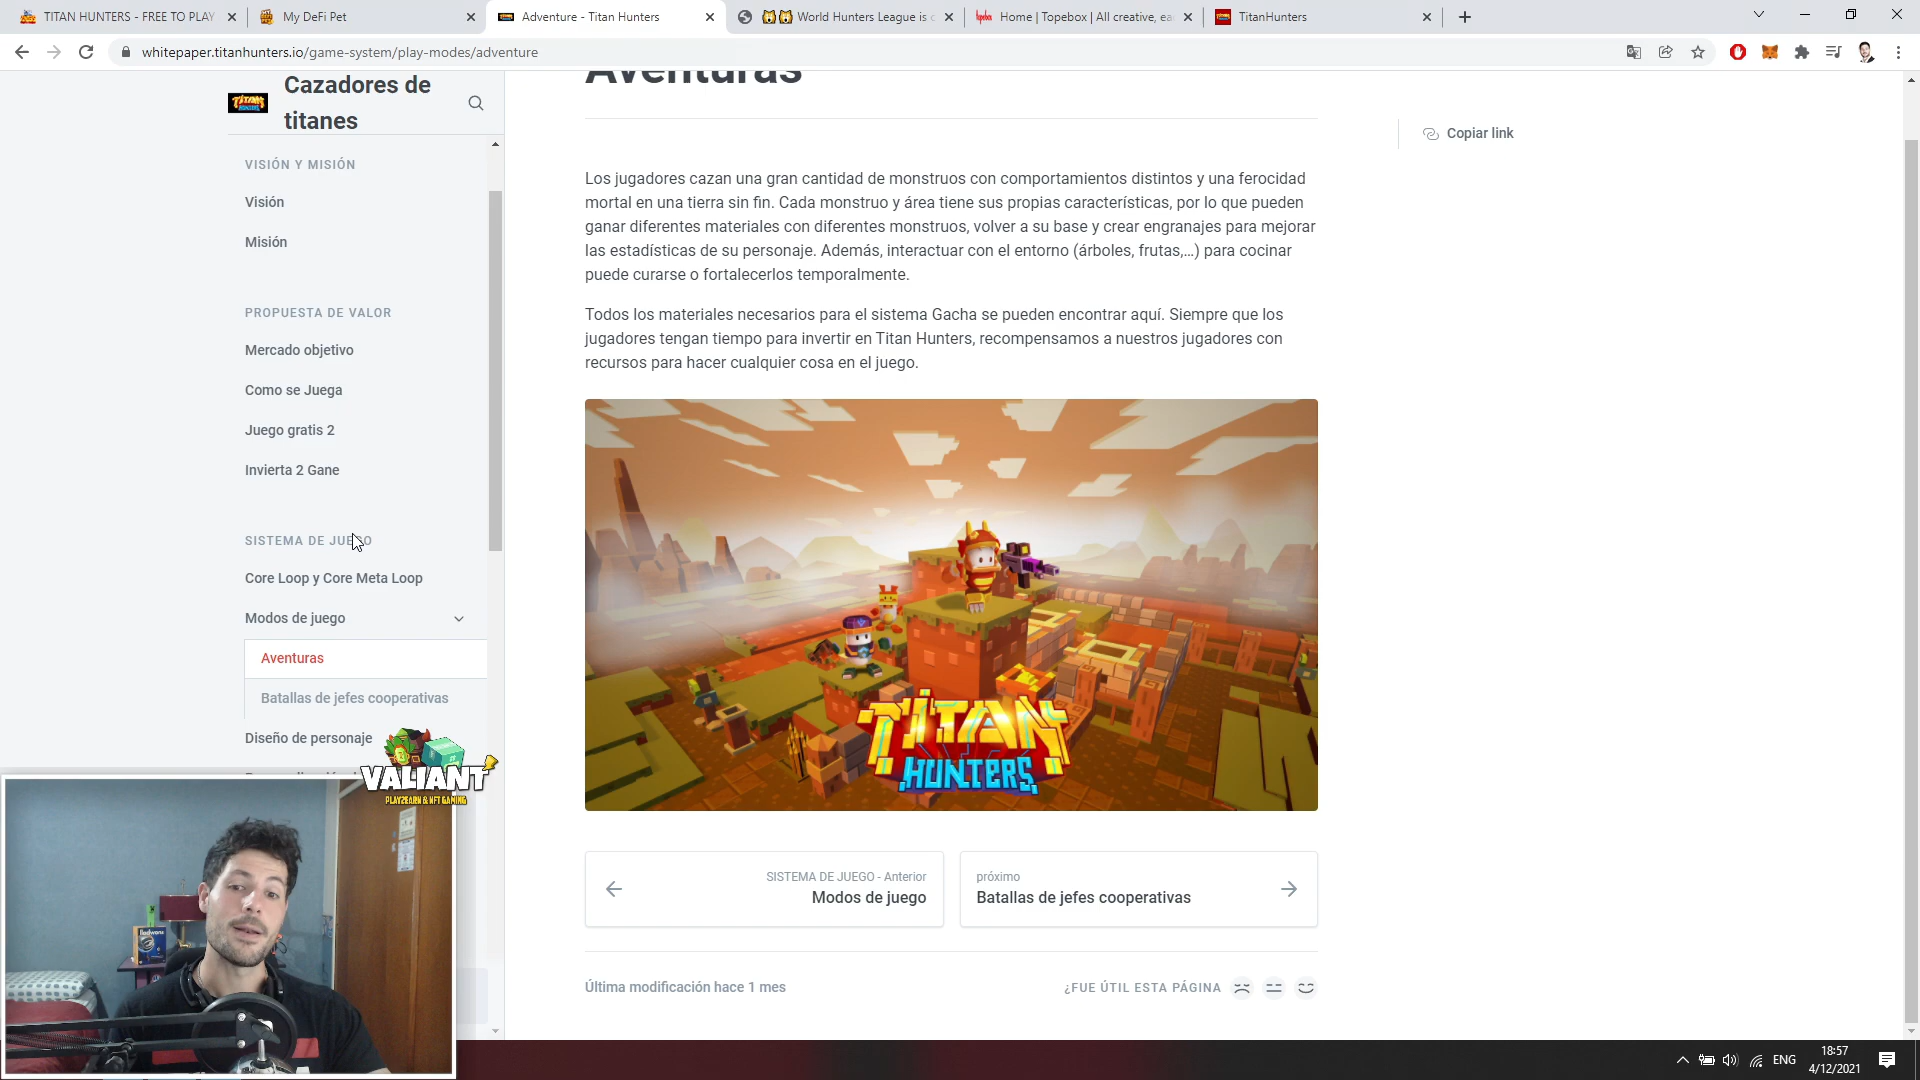 TITAN HUNTERS - FREE TO PLAY
My DeFi Pet
Adventure - Titan Hunters
World Hunters League is c
Home | Topebox | All creative, ea
TitanHunters
whitepaper.titanhunters.io/game-system/play-modes/adventure
TITAN HUNTERS
Cazadores de
titanes
VISIÓN Y MISIÓN
Visión
Misión
PROPUESTA DE VALOR
Mercado objetivo
Como se Juega
Juego gratis 2
Invierta 2 Gane
SISTEMA DE JUEGO
Core Loop y Core Meta Loop
Modos de juego
Aventuras
Batallas de jefes cooperativas
Diseño de personaje
VALIANT
PLAY2EARN & NFT GAMING
Aventuras
Copiar link
Los jugadores cazan una gran cantidad de monstruos con comportamientos distintos y una ferocidad
mortal en una tierra sin fin. Cada monstruo y área tiene sus propias características, por lo que pueden
ganar diferentes materiales con diferentes monstruos, volver a su base y crear engranajes para mejorar
las estadísticas de su personaje. Además, interactuar con el entorno (árboles, frutas,...) para cocinar
puede curarse o fortalecerlos temporalmente.
Todos los materiales necesarios para el sistema Gacha se pueden encontrar aquí. Siempre que los
jugadores tengan tiempo para invertir en Titan Hunters, recompensamos a nuestros jugadores con
recursos para hacer cualquier cosa en el juego.
TITAN
HUNTERS
SISTEMA DE JUEGO - Anterior
Modos de juego
próximo
Batallas de jefes cooperativas
Última modificación hace 1 mes
¿FUE ÚTIL ESTA PÁGINA
ENG
18:57
4/12/2021